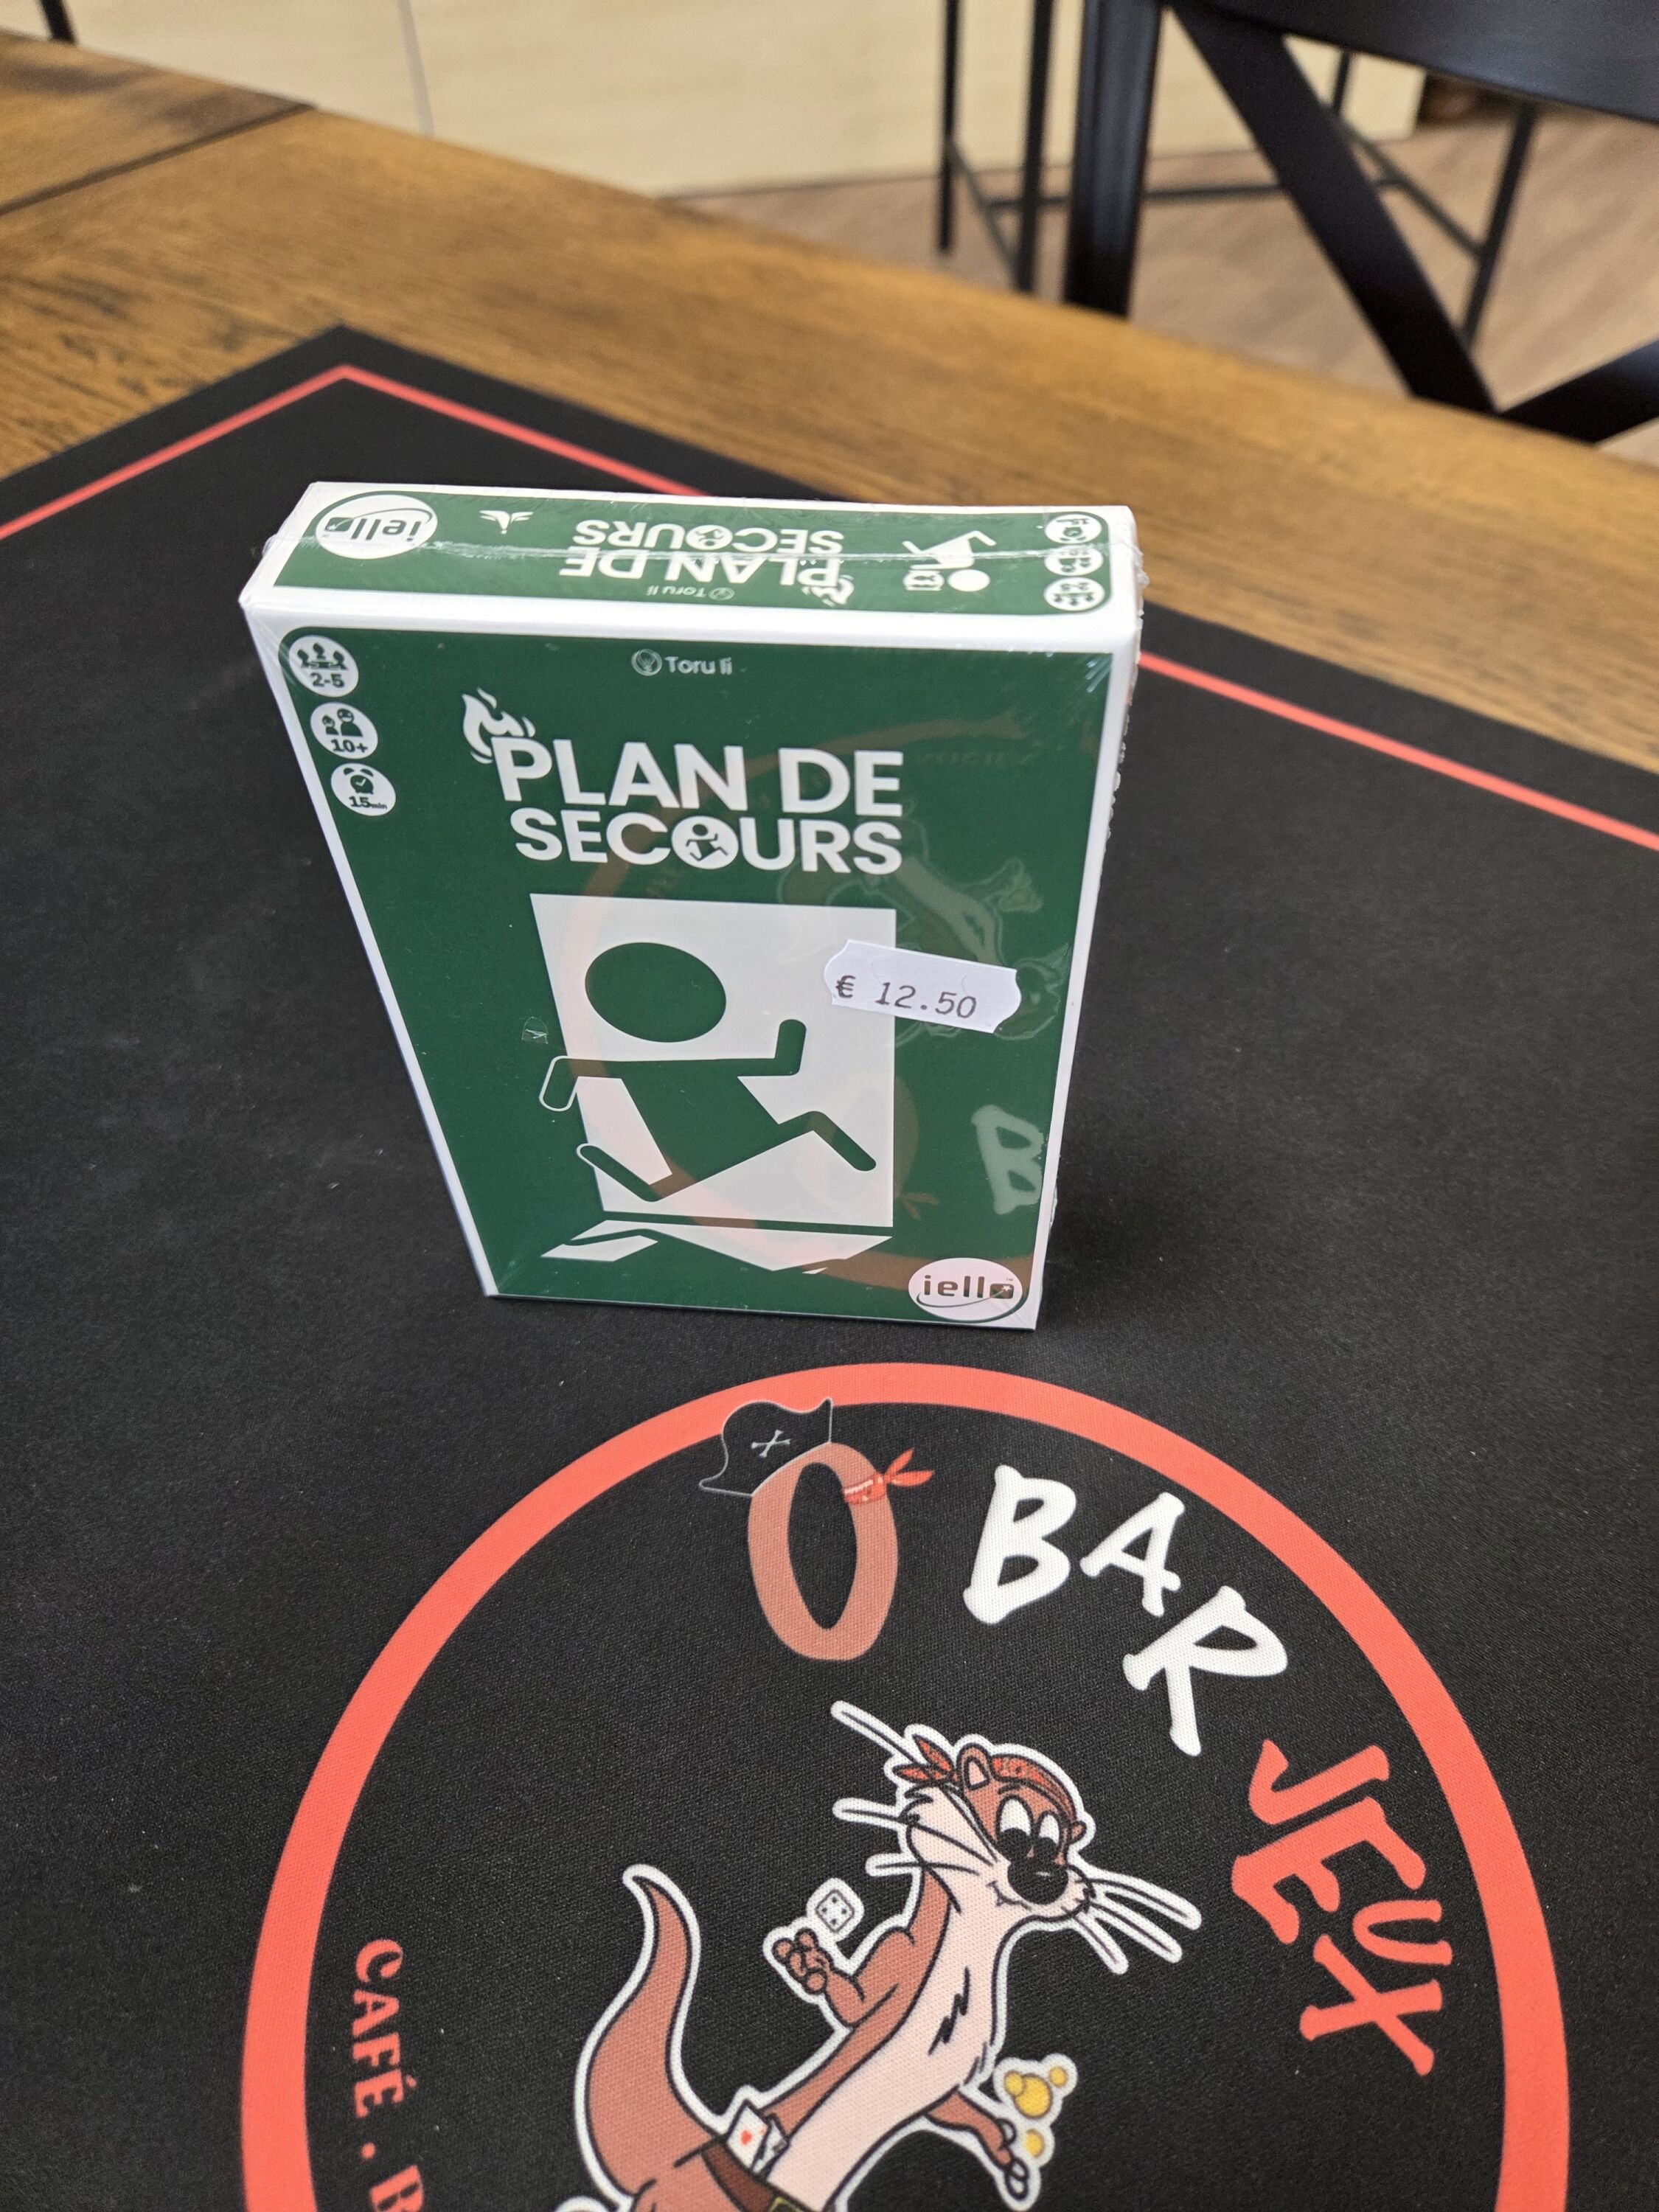 iello
PLAN DE
SECOURS
Toru Ii
2-5
10+
15min
Toru Ii
PLAN DE
SECOURS
€ 12.50
iello
O BAR JEUX
CAFÉ . B